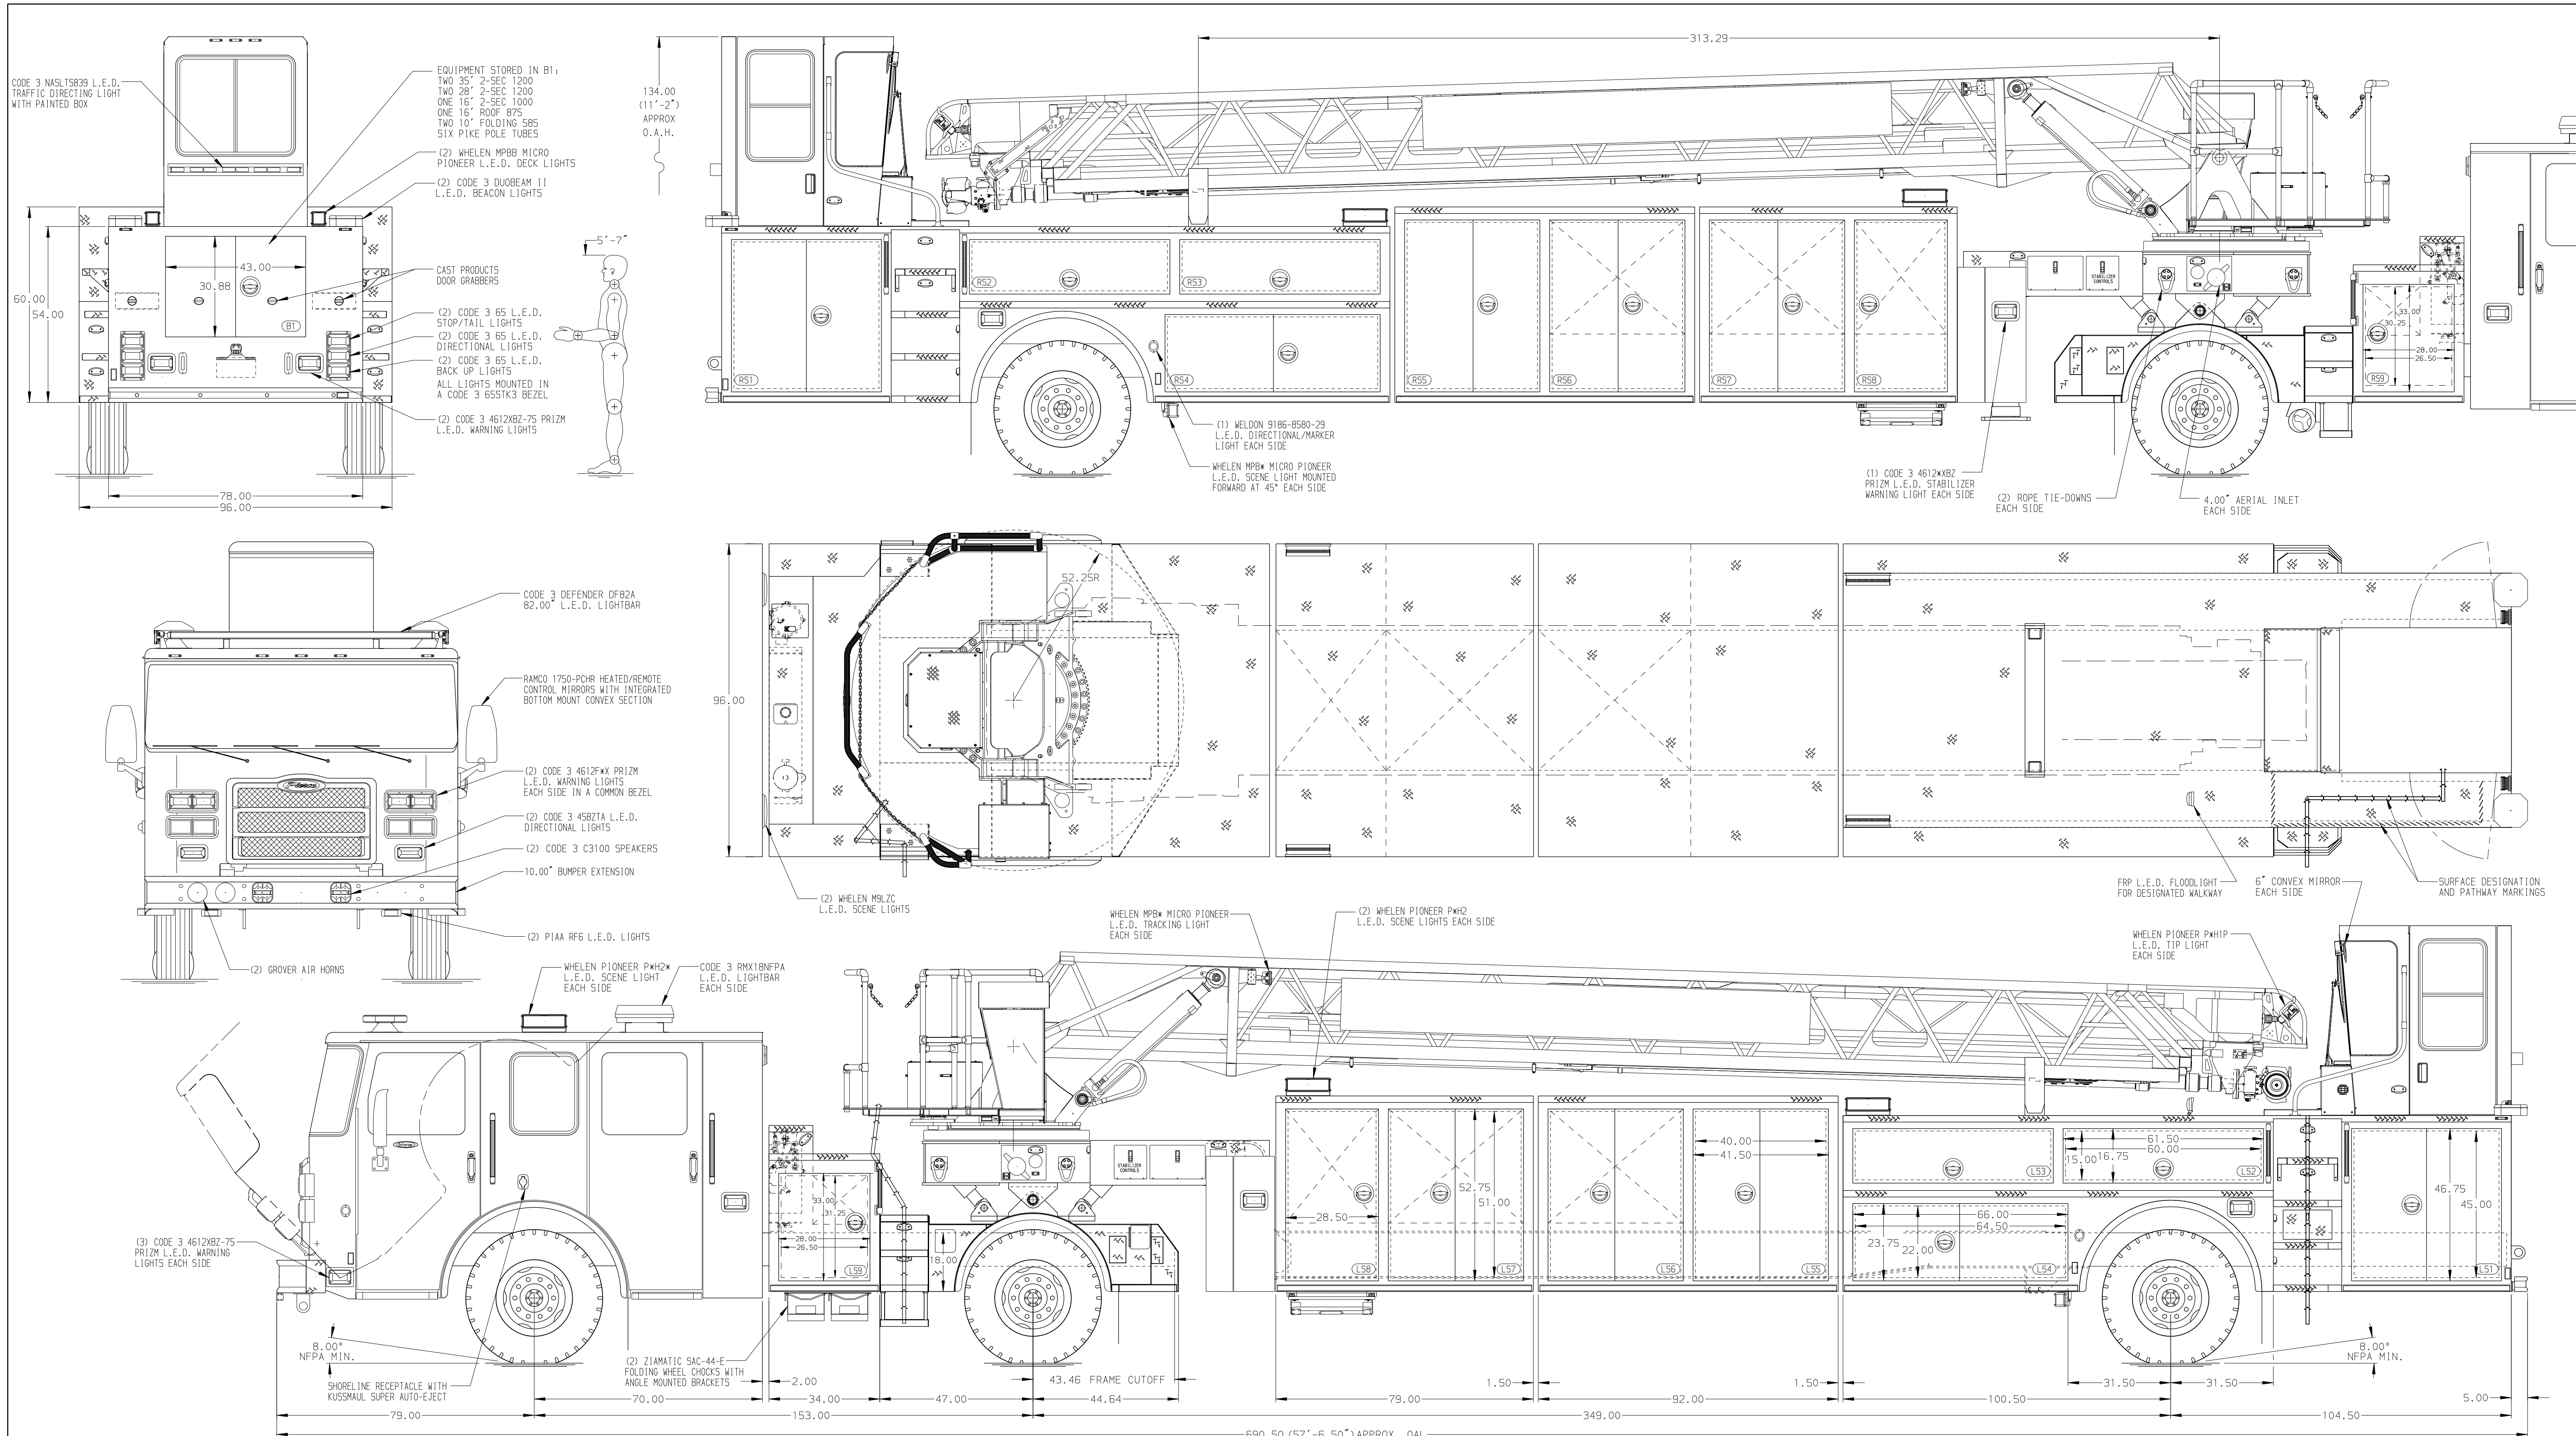 CODE 3 NASLTS839 L.E.D.
TRAFFIC DIRECTING LIGHT
WITH PAINTED BOX
EQUIPMENT STORED IN B1:
TWO 35' 2-SEC 1200
TWO 28' 2-SEC 1200
ONE 16' 2-SEC 1000
ONE 16' ROOF 875
TWO 10' FOLDING 585
SIX PIKE POLE TUBES
(2) WHELEN MPBB MICRO
PIONEER L.E.D. DECK LIGHTS
(2) CODE 3 DUOBEAM II
L.E.D. BEACON LIGHTS
CAST PRODUCTS
DOOR GRABBERS
(2) CODE 3 65 L.E.D.
STOP/TAIL LIGHTS
(2) CODE 3 65 L.E.D.
DIRECTIONAL LIGHTS
(2) CODE 3 65 L.E.D.
BACK UP LIGHTS
ALL LIGHTS MOUNTED IN
A CODE 3 65STK3 BEZEL
(2) CODE 3 4612XBZ-75 PRIZM
L.E.D. WARNING LIGHTS
60.00
54.00
43.00
30.88
B1
78.00
96.00
5'-7"
134.00
(11'-2")
APPROX
O.A.H.
313.29
RS1
RS2
RS3
RS4
RS5
RS6
RS7
RS8
RS9
STABILIZER
CONTROLS
33.00
30.25
28.00
26.50
(1) WELDON 9186-8580-29
L.E.D. DIRECTIONAL/MARKER
LIGHT EACH SIDE
WHELEN MPB* MICRO PIONEER
L.E.D. SCENE LIGHT MOUNTED
FORWARD AT 45° EACH SIDE
(1) CODE 3 4612*XBZ
PRIZM L.E.D. STABILIZER
WARNING LIGHT EACH SIDE
(2) ROPE TIE-DOWNS
EACH SIDE
4.00" AERIAL INLET
EACH SIDE
CODE 3 DEFENDER DF82A
82.00" L.E.D. LIGHTBAR
RAMCO 1750-PCHR HEATED/REMOTE
CONTROL MIRRORS WITH INTEGRATED
BOTTOM MOUNT CONVEX SECTION
(2) CODE 3 4612F*X PRIZM
L.E.D. WARNING LIGHTS
EACH SIDE IN A COMMON BEZEL
(2) CODE 3 45BZTA L.E.D.
DIRECTIONAL LIGHTS
(2) CODE 3 C3100 SPEAKERS
10.00" BUMPER EXTENSION
(2) PIAA RF6 L.E.D. LIGHTS
(2) GROVER AIR HORNS
96.00
52.25R
(2) WHELEN M9LZC
L.E.D. SCENE LIGHTS
FRP L.E.D. FLOODLIGHT
FOR DESIGNATED WALKWAY
6" CONVEX MIRROR
EACH SIDE
SURFACE DESIGNATION
AND PATHWAY MARKINGS
WHELEN PIONEER P*H2*
L.E.D. SCENE LIGHT
EACH SIDE
CODE 3 RMX18NFPA
L.E.D. LIGHTBAR
EACH SIDE
WHELEN MPB* MICRO PIONEER
L.E.D. TRACKING LIGHT
EACH SIDE
(2) WHELEN PIONEER P*H2
L.E.D. SCENE LIGHTS EACH SIDE
WHELEN PIONEER P*H1P
L.E.D. TIP LIGHT
EACH SIDE
(3) CODE 3 4612XBZ-75
PRIZM L.E.D. WARNING
LIGHTS EACH SIDE
8.00°
NFPA MIN.
SHORELINE RECEPTACLE WITH
KUSSMAUL SUPER AUTO-EJECT
(2) ZIAMATIC SAC-44-E
FOLDING WHEEL CHOCKS WITH
ANGLE MOUNTED BRACKETS
33.00
31.25
28.00
26.50
LS9
18.00
STABILIZER
CONTROLS
28.50
LS8
52.75
51.00
LS7
LS6
40.00
41.50
LS5
LS3
61.50
60.00
15.00
16.75
LS2
66.00
64.50
23.75
22.00
LS4
46.75
45.00
LS1
8.00°
NFPA MIN.
2.00
43.46 FRAME CUTOFF
1.50
1.50
31.50
31.50
70.00
34.00
47.00
44.64
79.00
92.00
100.50
5.00
79.00
153.00
349.00
104.50
690.50 (57'-6.50") APPROX. OAL